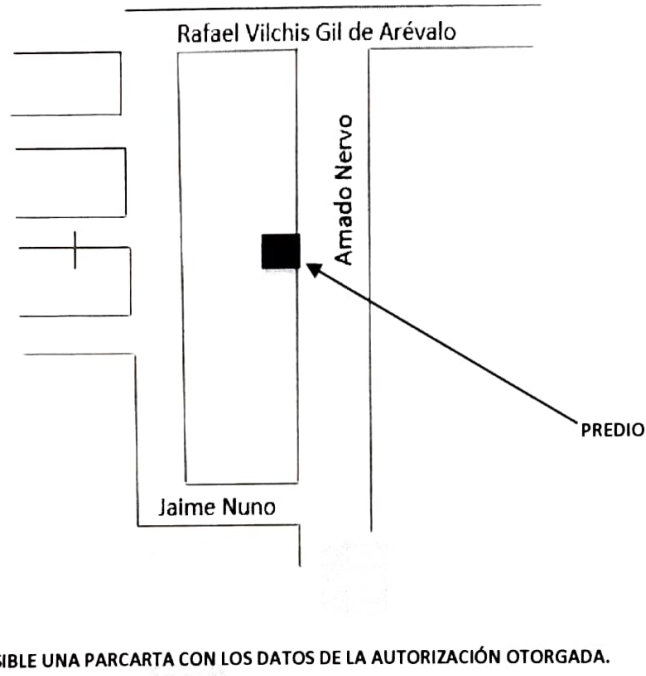 Rafael Vilchis Gil de Arévalo
Amado Nervo
PREDIO
Jaime Nuno
SIBLE UNA PARCARTA CON LOS DATOS DE LA AUTORIZACIÓN OTORGADA.